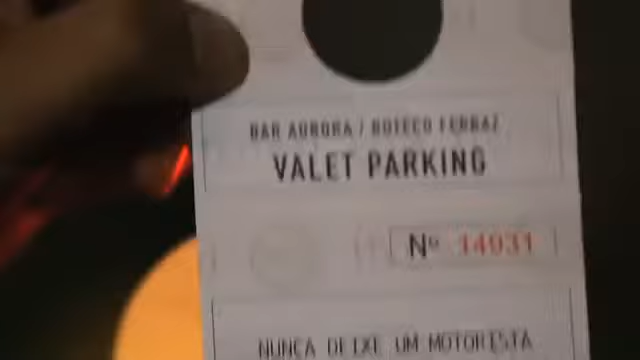 BAR AURORA / BOTECO FERRAZ
VALET PARKING
Nº 14031
NUNCA DEIXE UM MOTORISTA